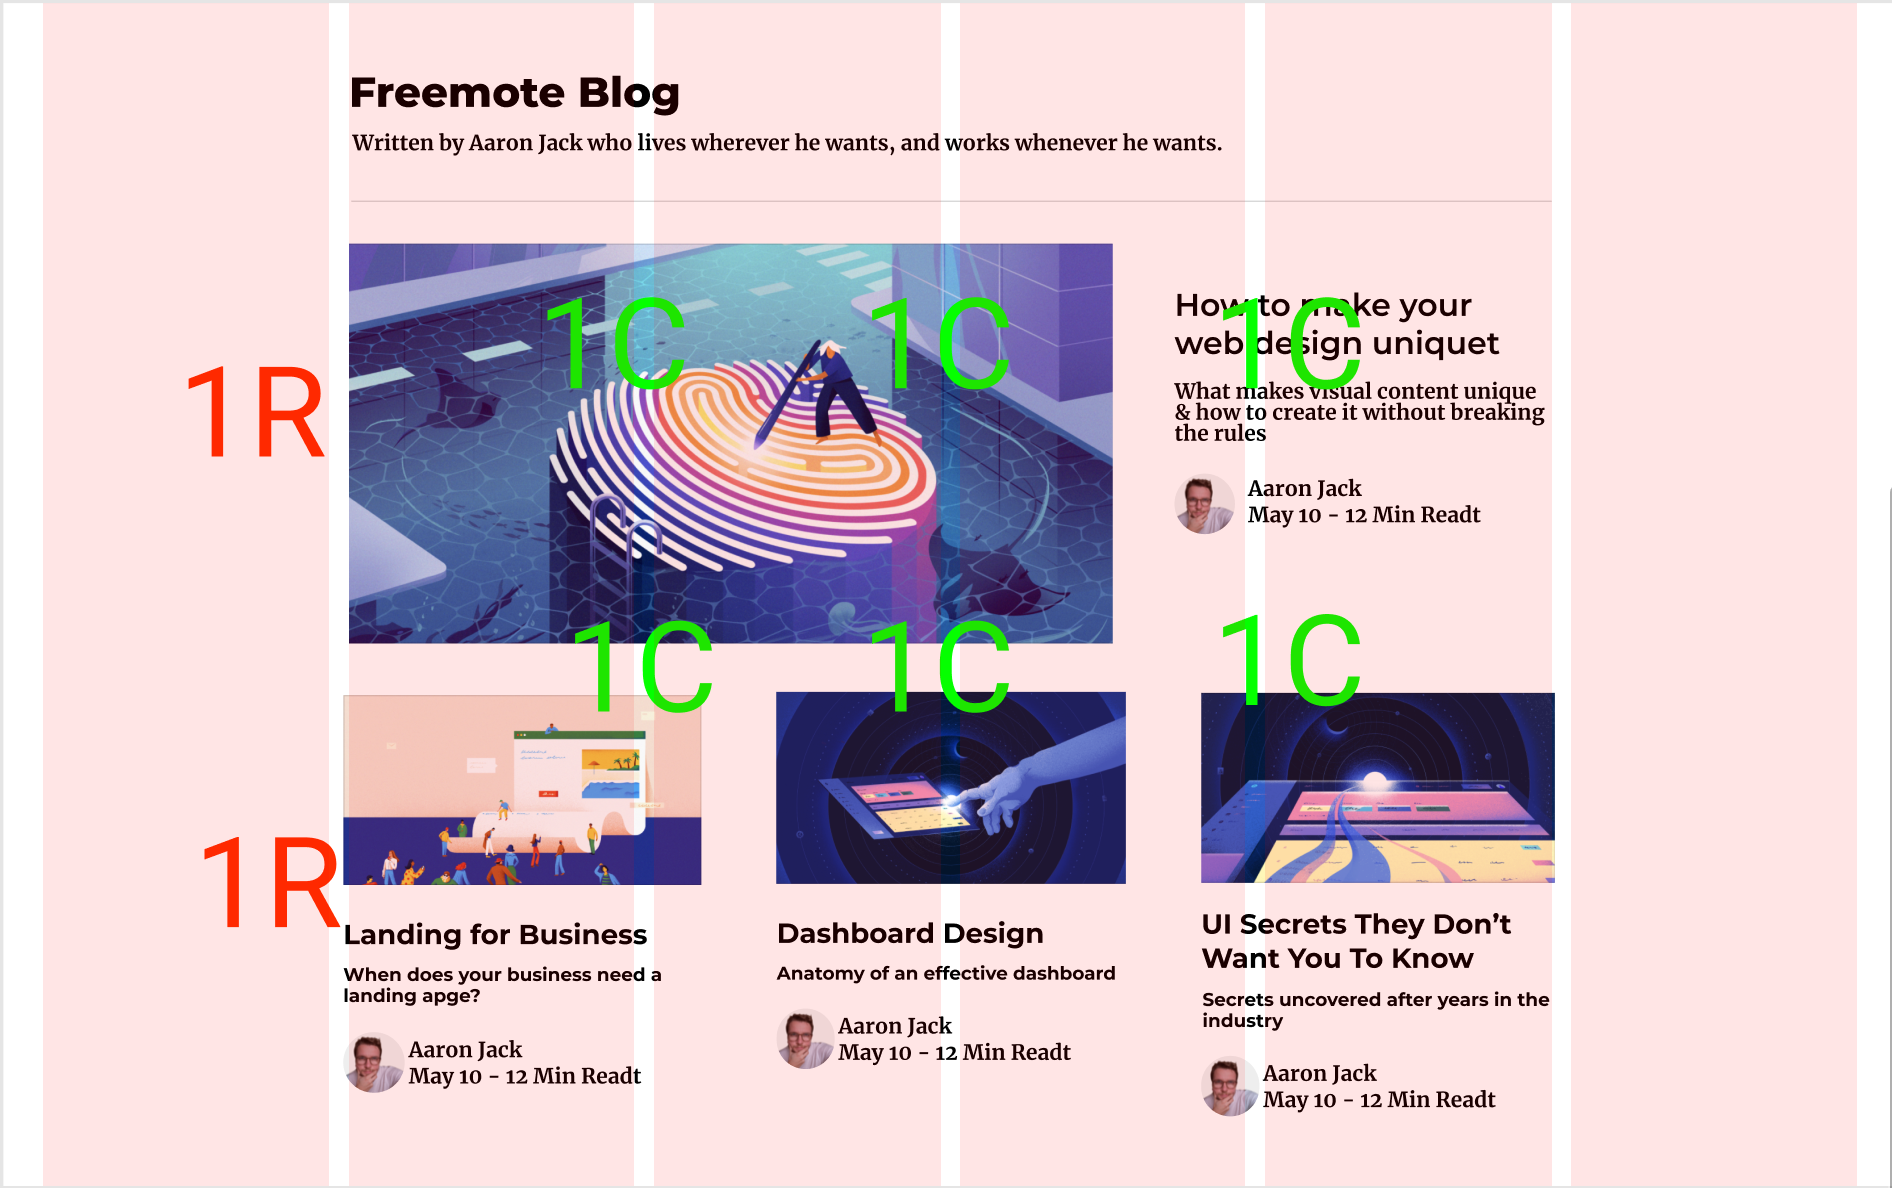 Freemote Blog
Written by Aaron Jack who lives wherever he wants, and works whenever he wants.
1R
1C
1C
1C
How to make your
web design uniquet
What makes visual content unique
& how to create it without breaking
the rules
Aaron Jack
May 10 - 12 Min Readt
1C
1C
1C
1R
Landing for Business
When does your business need a
landing apge?
Aaron Jack
May 10 - 12 Min Readt
Dashboard Design
Anatomy of an effective dashboard
Aaron Jack
May 10 - 12 Min Readt
UI Secrets They Don’t
Want You To Know
Secrets uncovered after years in the
industry
Aaron Jack
May 10 - 12 Min Readt